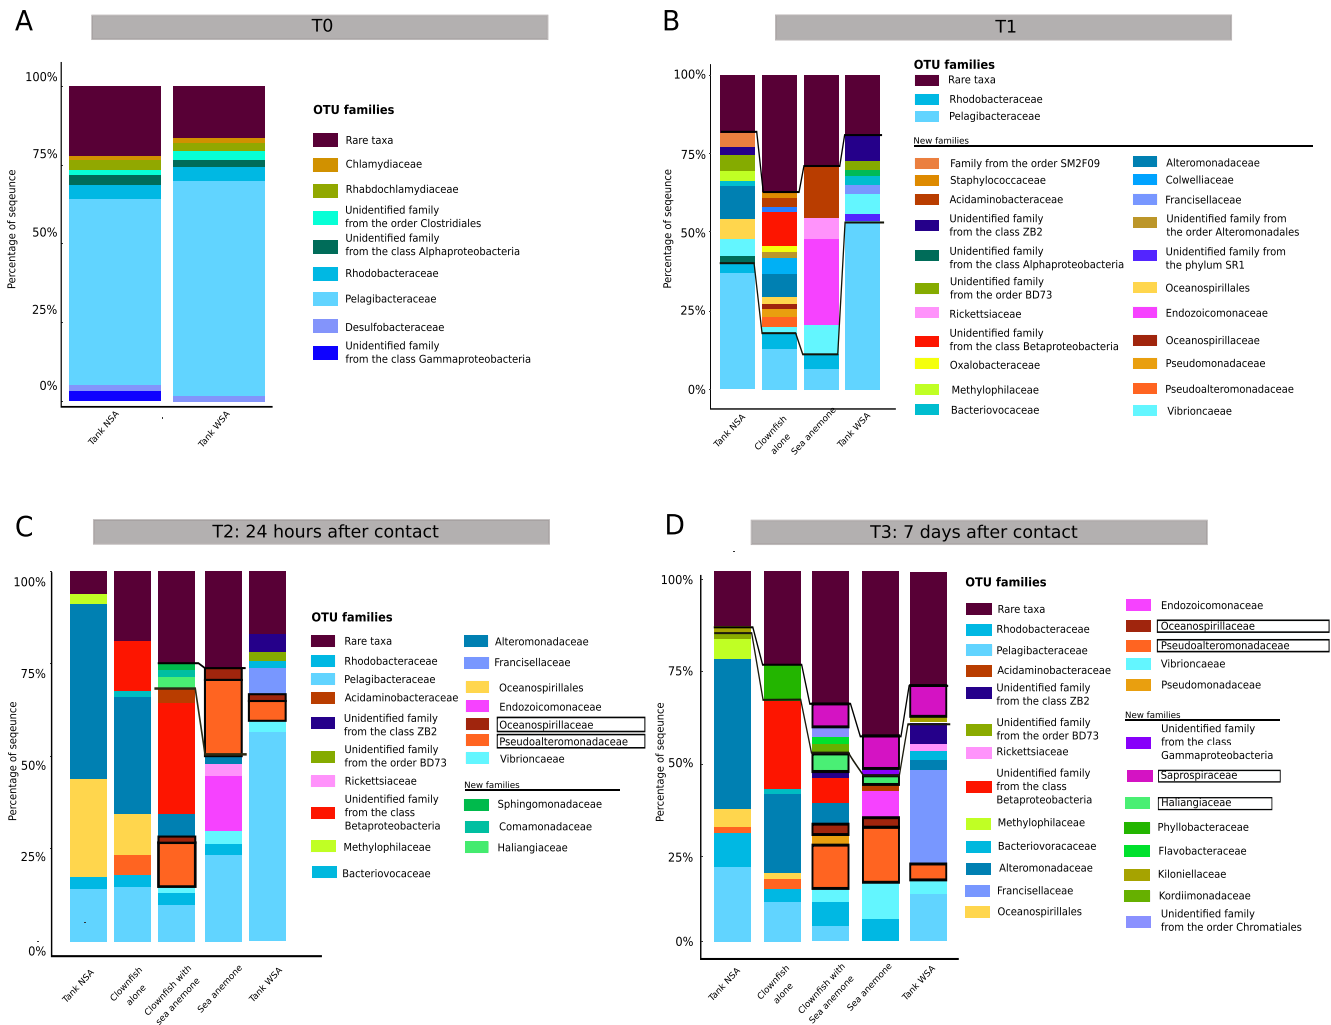 A
T0
100%
75%
50%
25%
0%
Percentage of seqeunce
Tank NSA
Tank WSA
OTU families
Rare taxa
Chlamydiaceae
Rhabdochlamydiaceae
Unidentified family
from the order Clostridiales
Unidentified family
from the class Alphaproteobacteria
Rhodobacteraceae
Pelagibacteraceae
Desulfobacteraceae
Unidentified family
from the class Gammaproteobacteria
B
T1
100%
75%
50%
25%
0%
Percentage of seqeunce
Tank NSA
Clownfish
alone
Sea anemone
Tank WSA
OTU families
Rare taxa
Rhodobacteraceae
Pelagibacteraceae
New families
Family from the order SM2F09
Staphylococcaceae
Acidaminobacteraceae
Unidentified family
from the class ZB2
Unidentified family
from the class Alphaproteobacteria
Unidentified family
from the order BD73
Rickettsiaceae
Unidentified family
from the class Betaproteobacteria
Oxalobacteraceae
Methylophilaceae
Bacteriovocaceae
Alteromonadaceae
Colwelliaceae
Francisellaceae
Unidentified family from
the order Alteromonadales
Unidentified family from
the phylum SR1
Oceanospirillales
Endozoicomonaceae
Oceanospirillaceae
Pseudomonadaceae
Pseudoalteromonadaceae
Vibrioncaeae
C
T2: 24 hours after contact
100%
75%
50%
25%
0%
Percentage of seqeunce
Tank NSA
Clownfish
alone
Clownfish with
sea anemone
Sea anemone
Tank WSA
OTU families
Rare taxa
Rhodobacteraceae
Pelagibacteraceae
Acidaminobacteraceae
Unidentified family
from the class ZB2
Unidentified family
from the order BD73
Rickettsiaceae
Unidentified family
from the class
Betaproteobacteria
Methylophilaceae
Bacteriovocaceae
Alteromonadaceae
Francisellaceae
Oceanospirillales
Endozoicomonaceae
Oceanospirillaceae
Pseudoalteromonadaceae
Vibrioncaeae
New families
Sphingomonadaceae
Comamonadaceae
Haliangiaceae
D
T3: 7 days after contact
100%
75%
50%
25%
0%
Percentage of seqeunce
Tank NSA
Clownfish
alone
Clownfish with
Sea anemone
Sea anemone
Tank WSA
OTU families
Rare taxa
Rhodobacteraceae
Pelagibacteraceae
Acidaminobacteraceae
Unidentified family
from the class ZB2
Unidentified family
from the order BD73
Rickettsiaceae
Unidentified family
from the class
Betaproteobacteria
Methylophilaceae
Bacteriovoracaceae
Alteromonadaceae
Francisellaceae
Oceanospirillales
Endozoicomonaceae
Oceanospirillaceae
Pseudoalteromonadaceae
Vibrioncaeae
Pseudomonadaceae
New families
Unidentified family
from the class
Gammaproteobacteria
Saprospiraceae
Haliangiaceae
Phyllobacteraceae
Flavobacteraceae
Kiloniellaceae
Kordiimonadaceae
Unidentified family
from the order Chromatiales